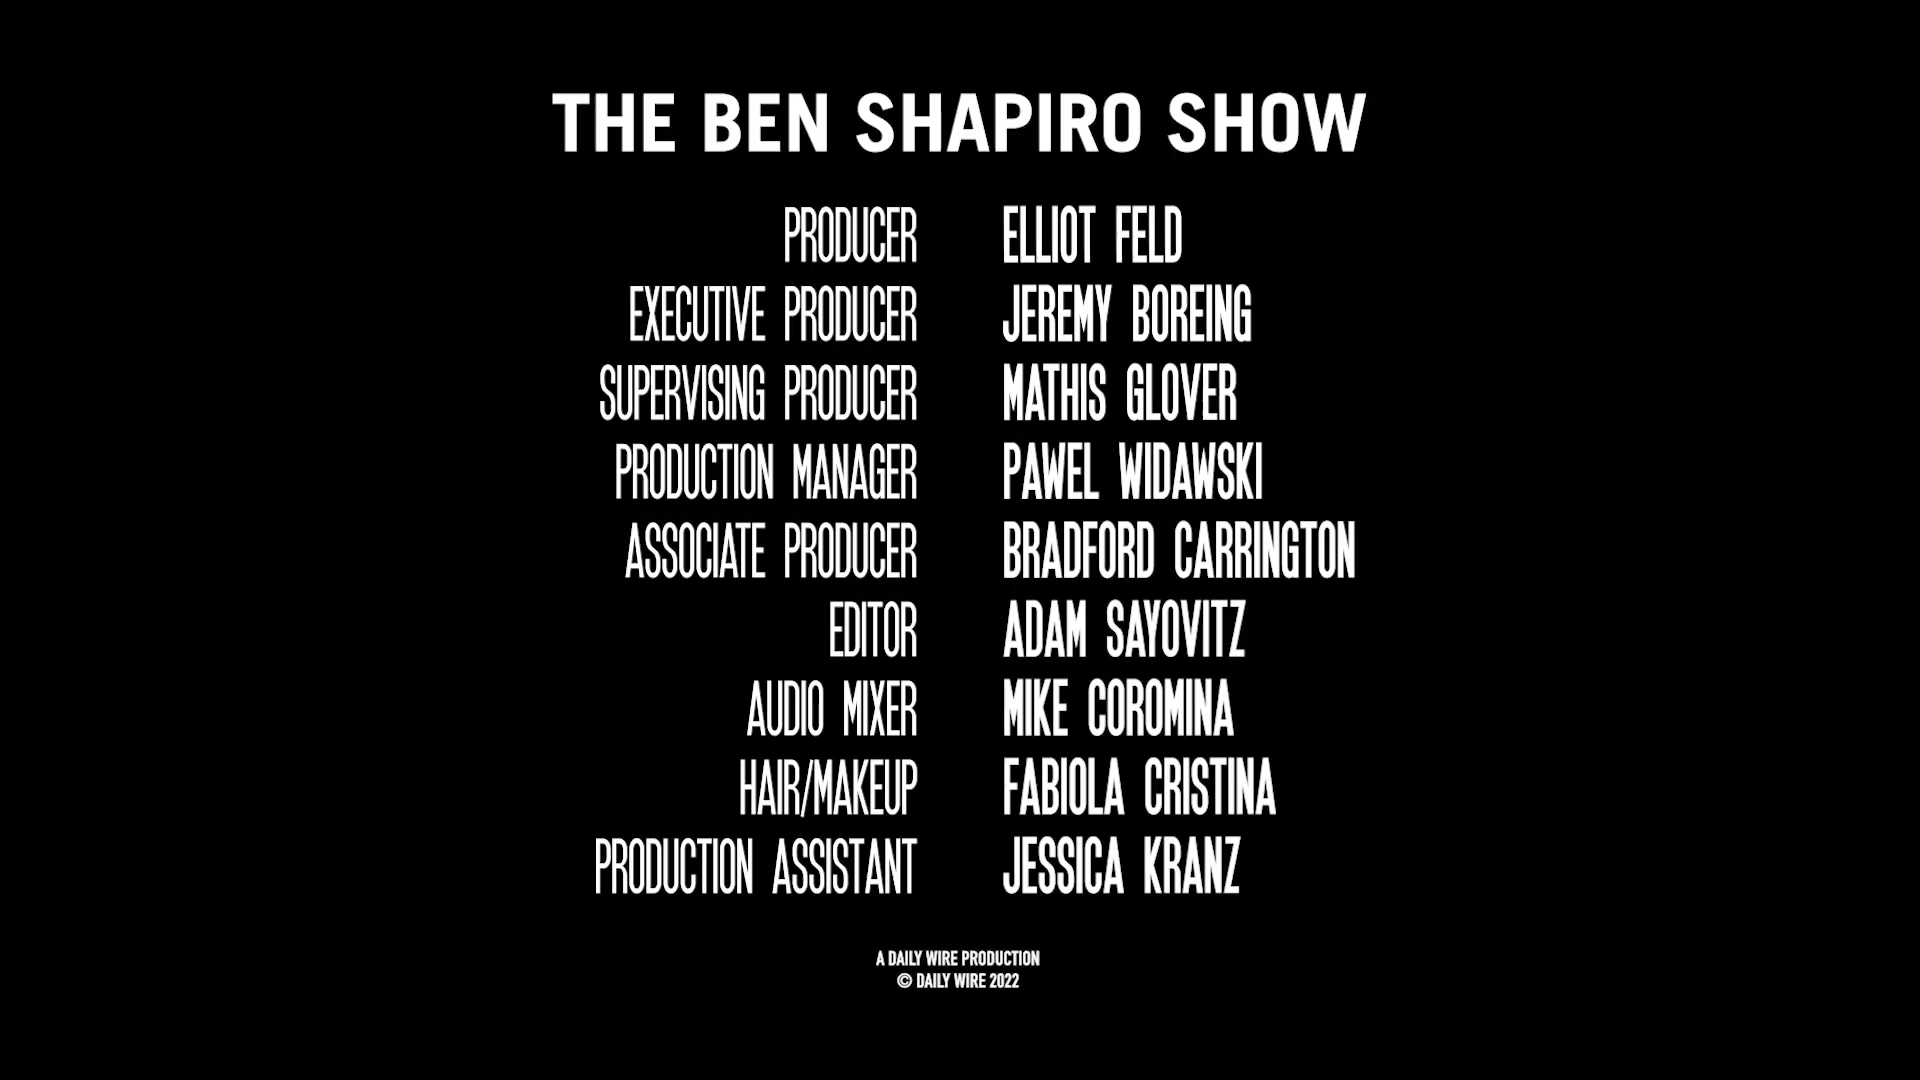 THE BEN SHAPIRO SHOW
PRODUCER ELLIOT FELD
EXECUTIVE PRODUCER JEREMY BOREING
SUPERVISING PRODUCER MATHIS GLOVER
PRODUCTION MANAGER PAWEL WIDAWSKI
ASSOCIATE PRODUCER BRADFORD CARRINGTON
EDITOR ADAM SAYOVITZ
AUDIO MIXER MIKE COROMINA
HAIR/MAKEUP FABIOLA CRISTINA
PRODUCTION ASSISTANT JESSICA KRANZ
A DAILY WIRE PRODUCTION
© DAILY WIRE 2022